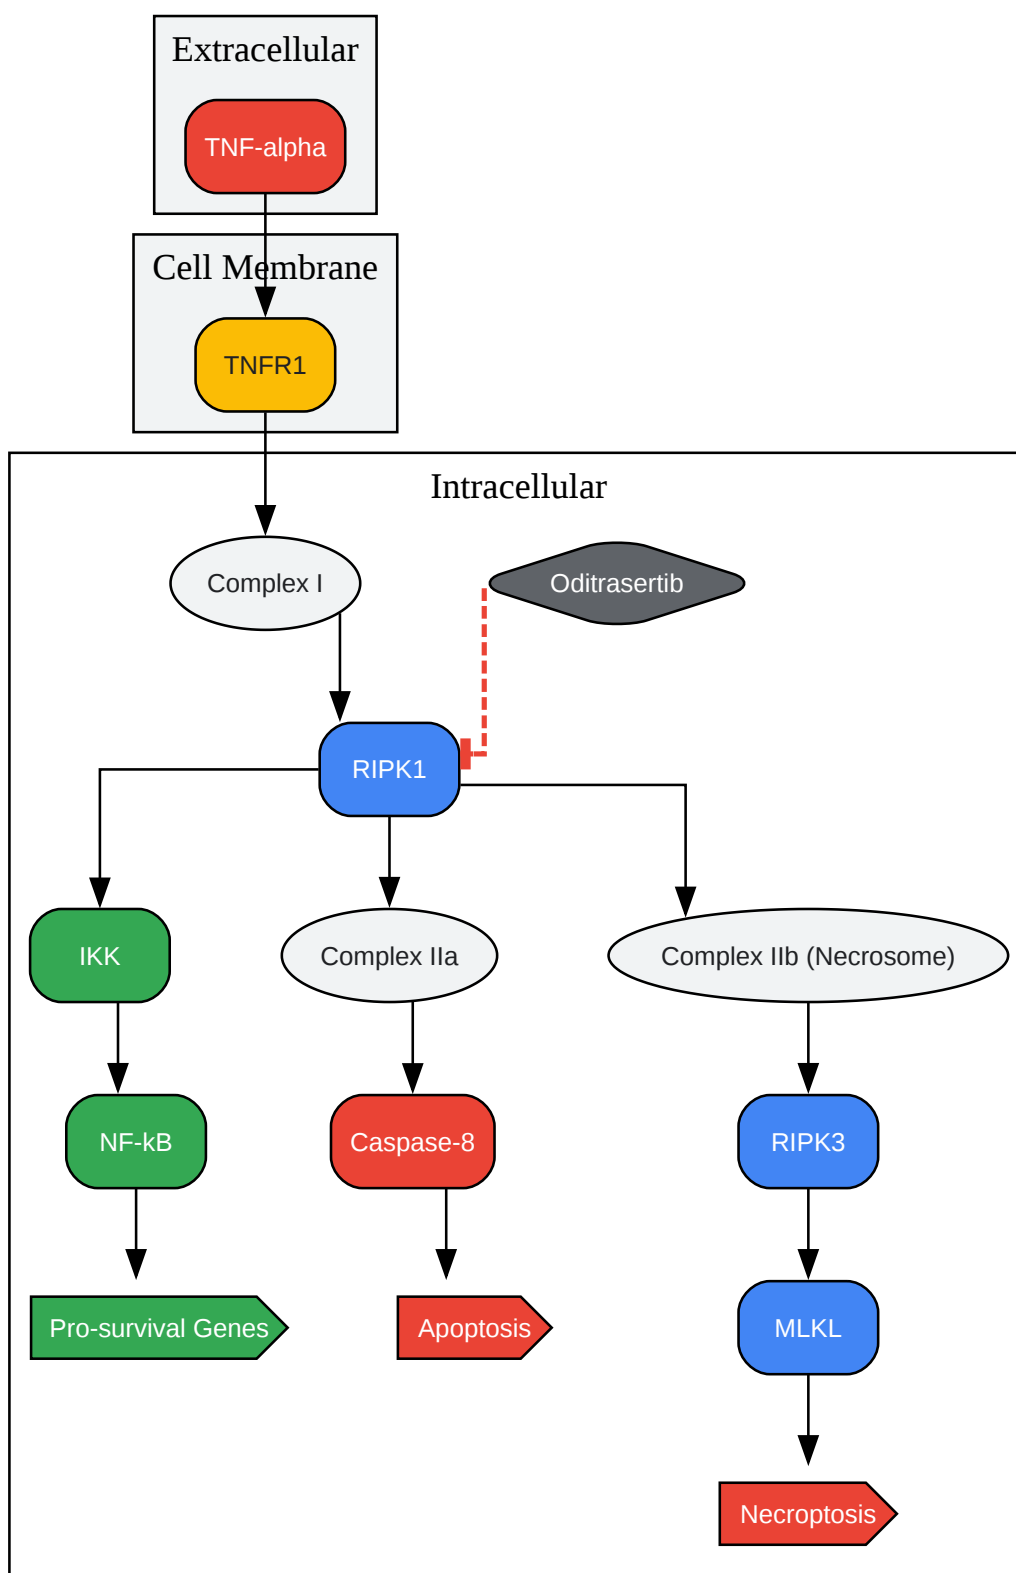 Extracellular
TNF-alpha
Cell Membrane
TNFR1
Intracellular
Complex I
Oditrasertib
RIPK1
IKK
Complex IIa
Complex IIb (Necrosome)
NF-kB
Caspase-8
RIPK3
Pro-survival Genes
Apoptosis
MLKL
Necroptosis